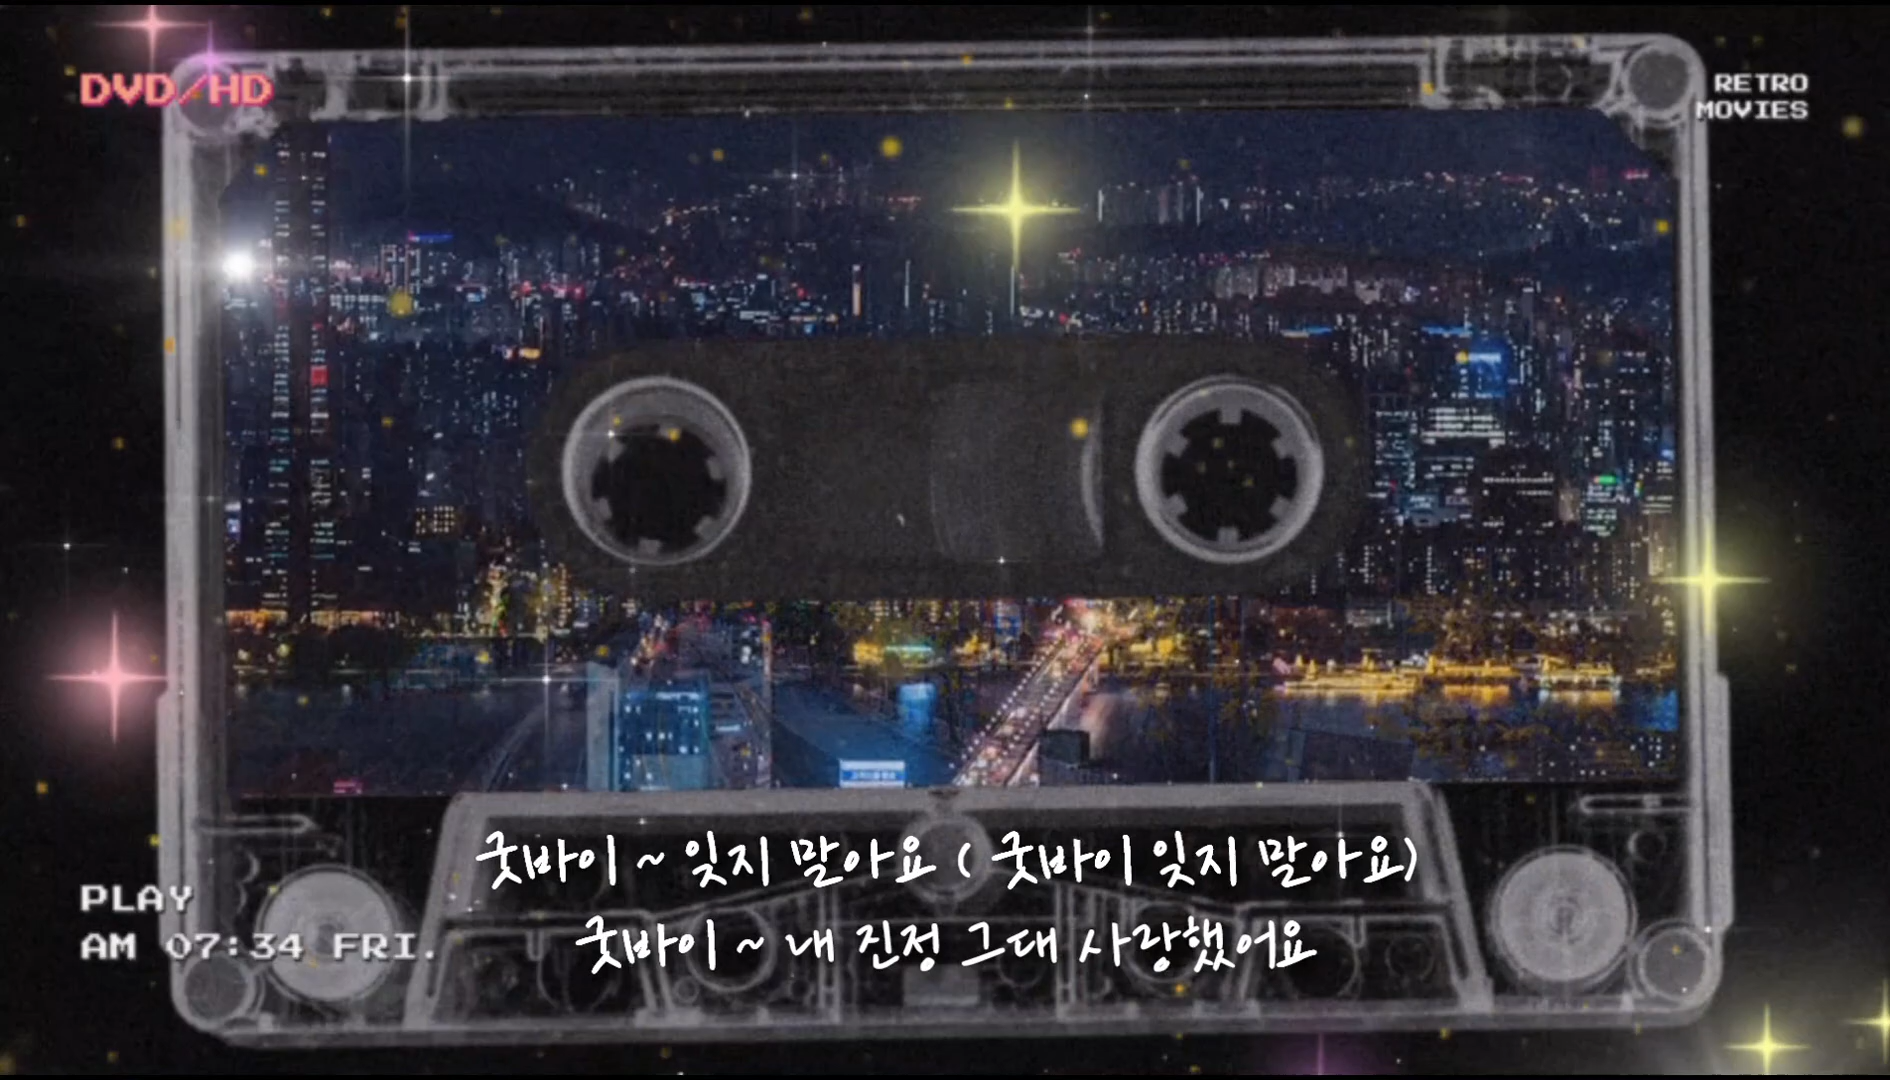 DVD/HD
RETRO
MOVIES
굿바이 ~ 잊지 말아요 ( 굿바이 잊지 말아요)
굿바이 ~ 내 진정 그대 사랑했어요
PLAY
AM 07:34 FRI.